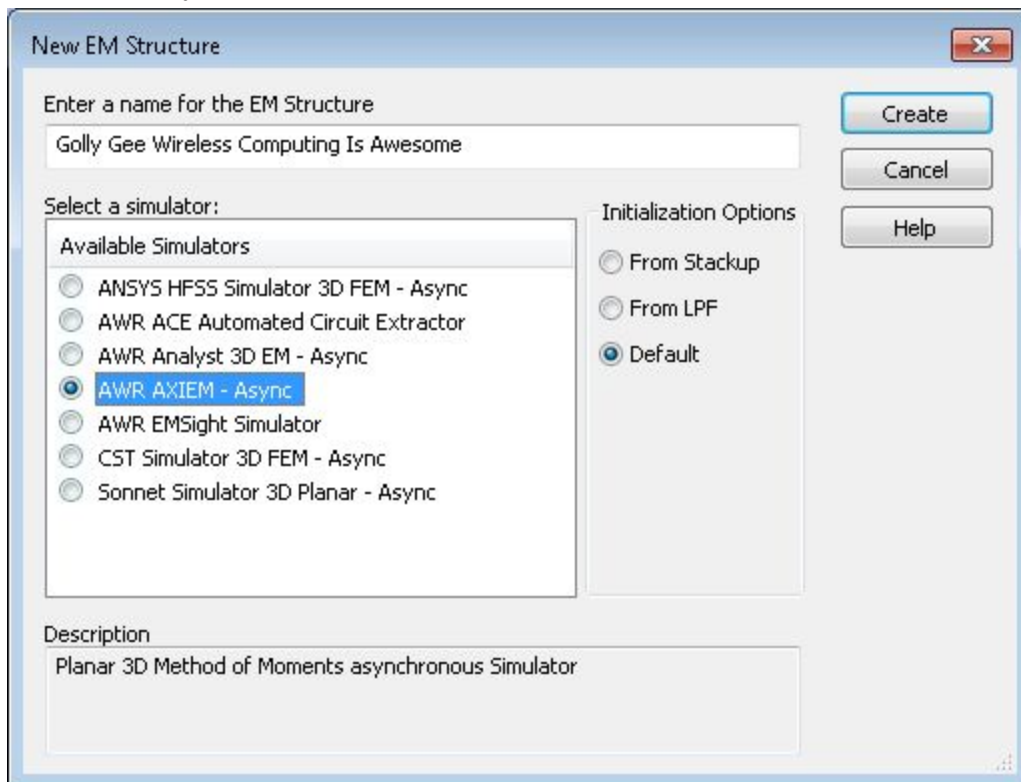 New EM Structure
Enter a name for the EM Structure
Golly Gee Wireless Computing Is Awesome
Create
Cancel
Help
Select a simulator:
Available Simulators
ANSYS HFSS Simulator 3D FEM - Async
AWR ACE Automated Circuit Extractor
AWR Analyst 3D EM - Async
AWR AXIEM - Async
AWR EMSight Simulator
CST Simulator 3D FEM - Async
Sonnet Simulator 3D Planar - Async
Initialization Options
From Stackup
From LPF
Default
Description
Planar 3D Method of Moments asynchronous Simulator